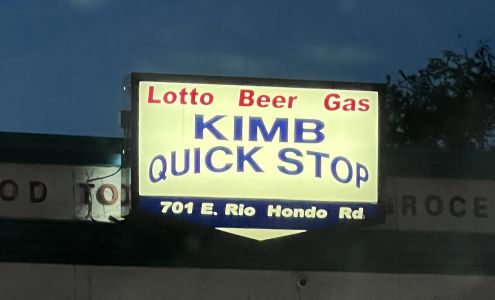 Lotto Beer Gas
KIMB
QUICK STOP
701 E. Rio Hondo Rd.